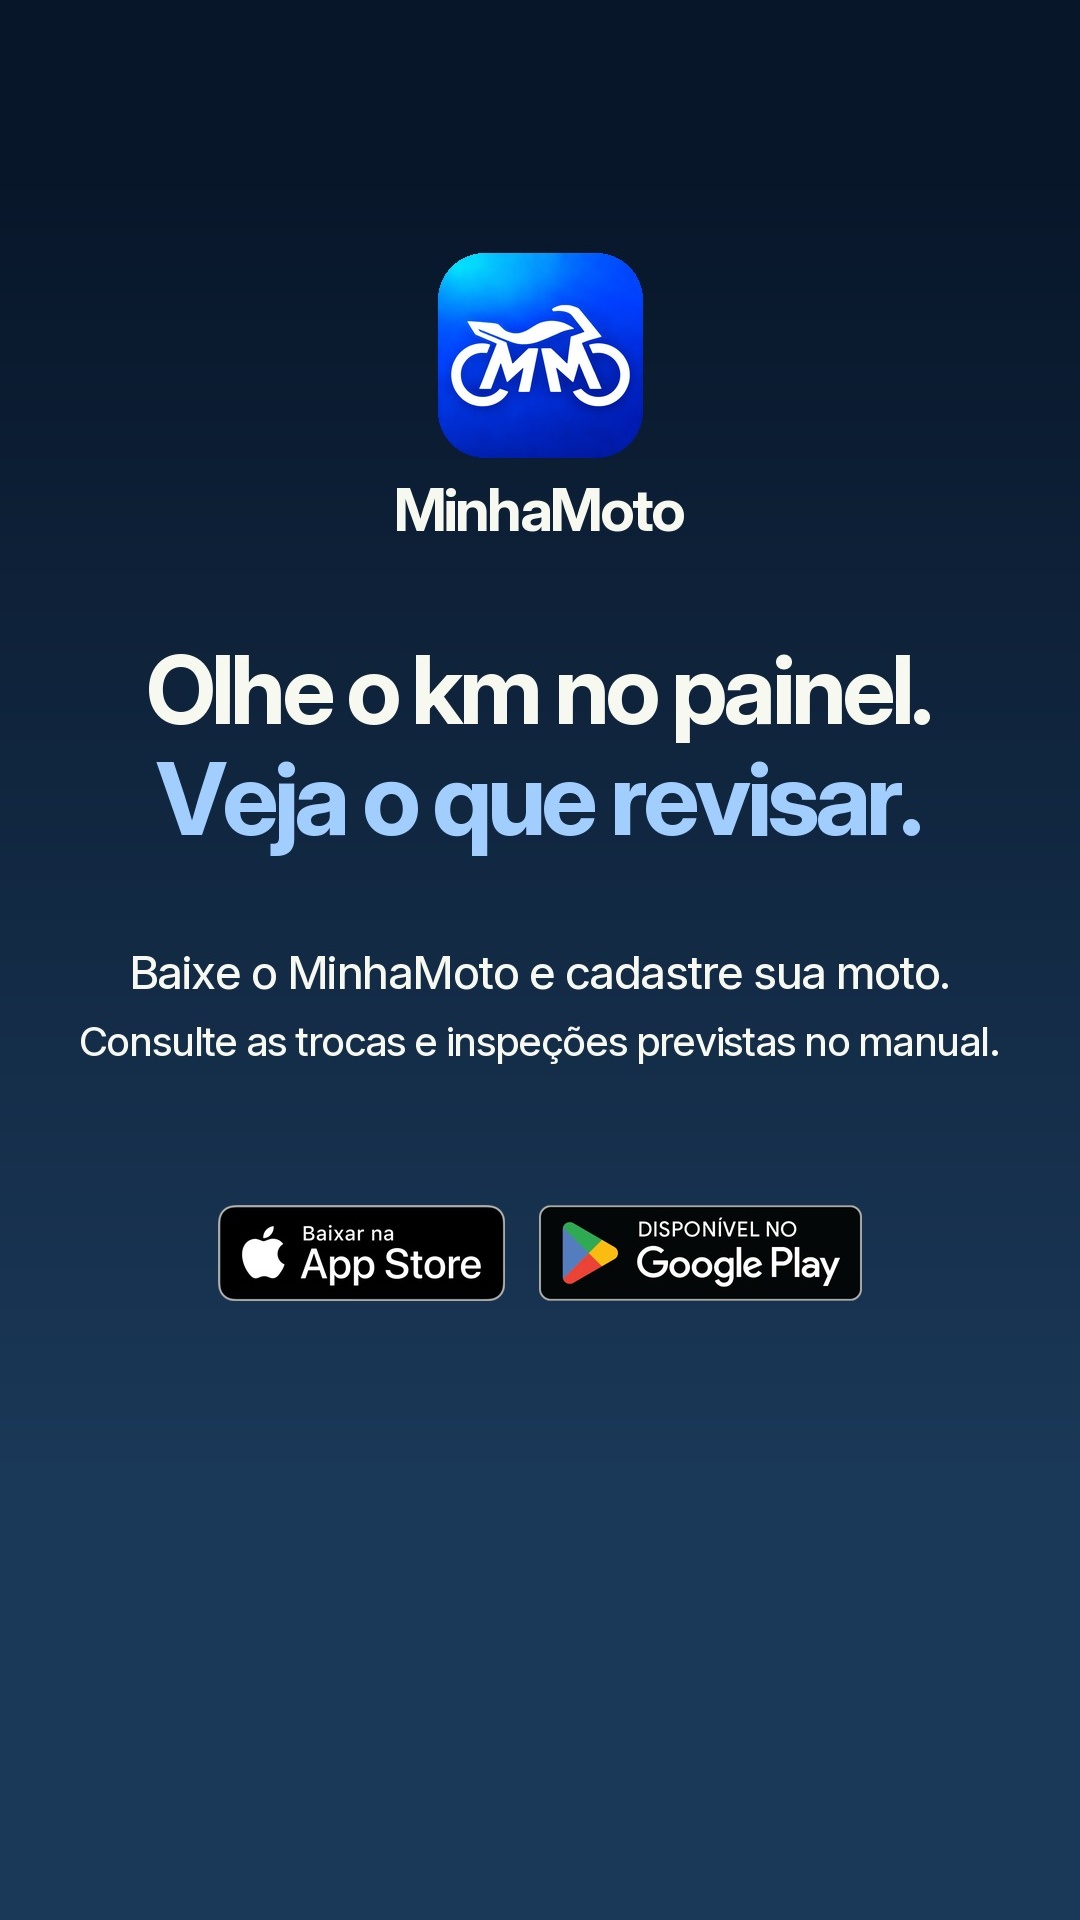 MM
MinhaMoto
Olhe o km no painel.
Veja o que revisar.
Baixe o MinhaMoto e cadastre sua moto.
Consulte as trocas e inspeções previstas no manual.
Baixar na
App Store
DISPONÍVEL NO
Google Play